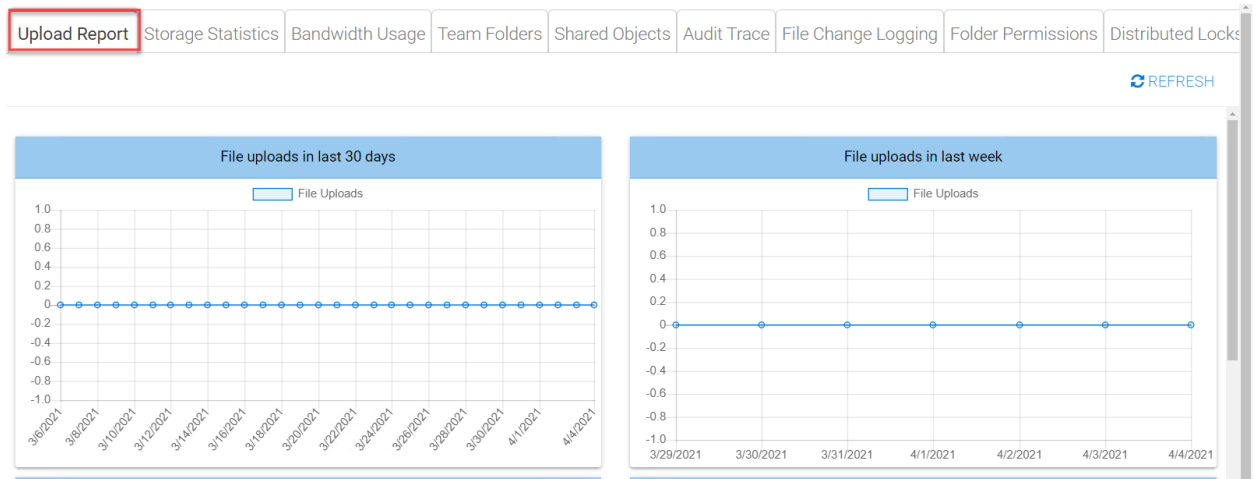 Upload Report Storage Statistics Bandwidth Usage Team Folders Shared Objects Audit Trace File Change Logging Folder Permissions Distributed Locks
REFRESH
File uploads in last 30 days
File Uploads
1.0
0.8
0.6
0.4
0.2
0
-0.2
-0.4
-0.6
-0.8
-1.0
3/6/2021 3/8/2021 3/10/2021 3/12/2021 3/14/2021 3/16/2021 3/18/2021 3/20/2021 3/22/2021 3/24/2021 3/26/2021 3/28/2021 3/30/2021 4/1/2021 4/4/2021
File uploads in last week
File Uploads
1.0
0.8
0.6
0.4
0.2
0
-0.2
-0.4
-0.6
-0.8
-1.0
3/29/2021 3/30/2021 3/31/2021 4/1/2021 4/2/2021 4/3/2021 4/4/2021